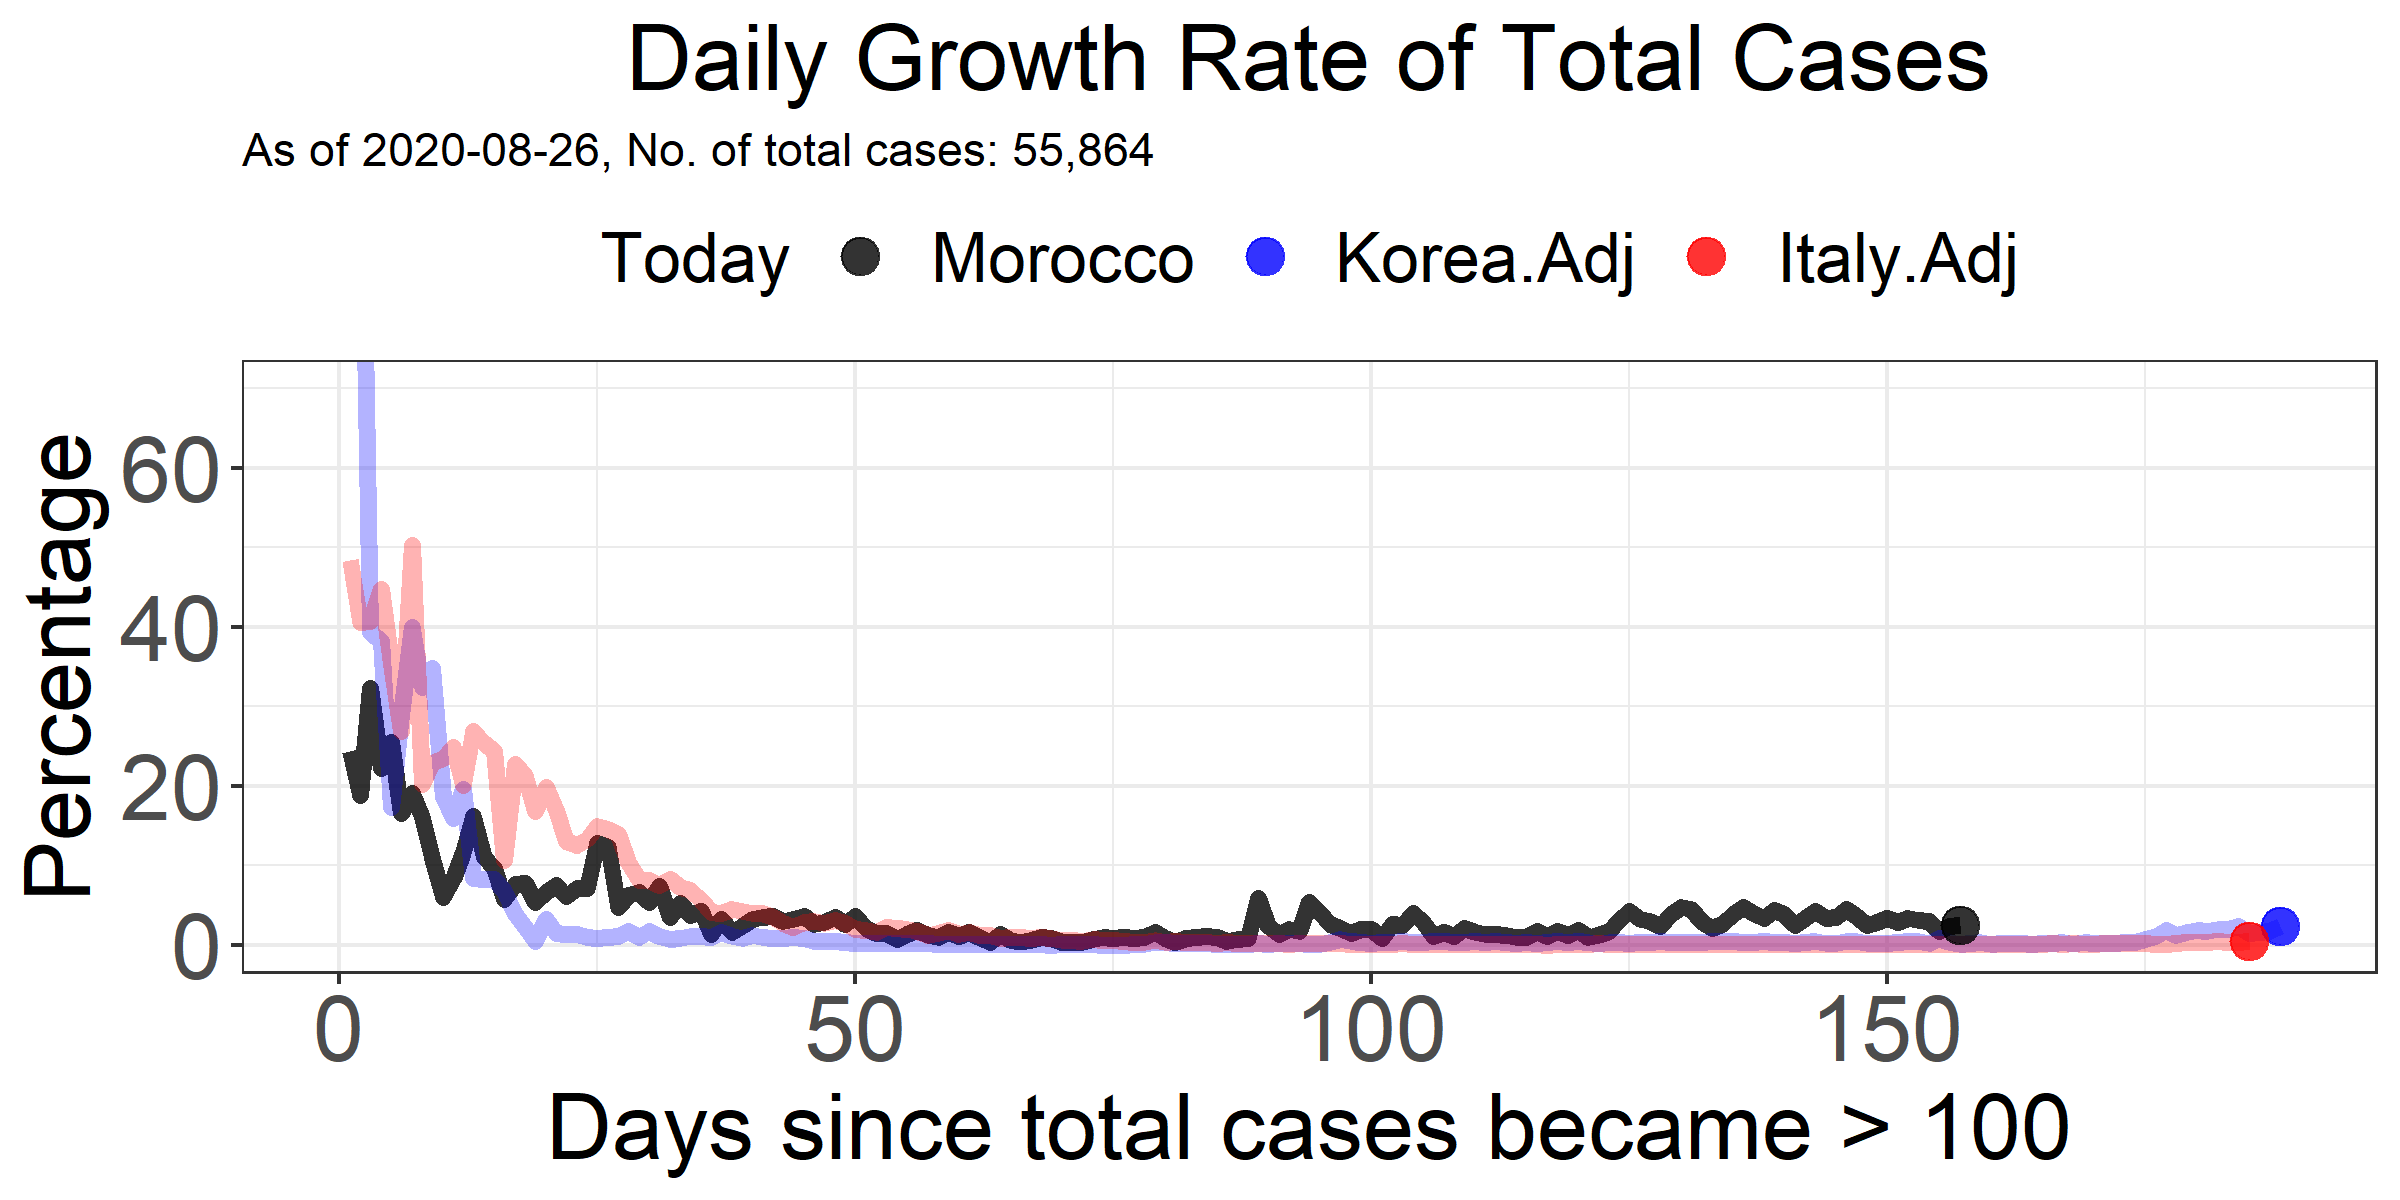 Daily Growth Rate of Total Cases
As of 2020-08-26, No. of total cases: 55,864
Today Morocco Korea.Adj Italy.Adj
Percentage
60
40
20
0
0 50 100 150
Days since total cases became > 100